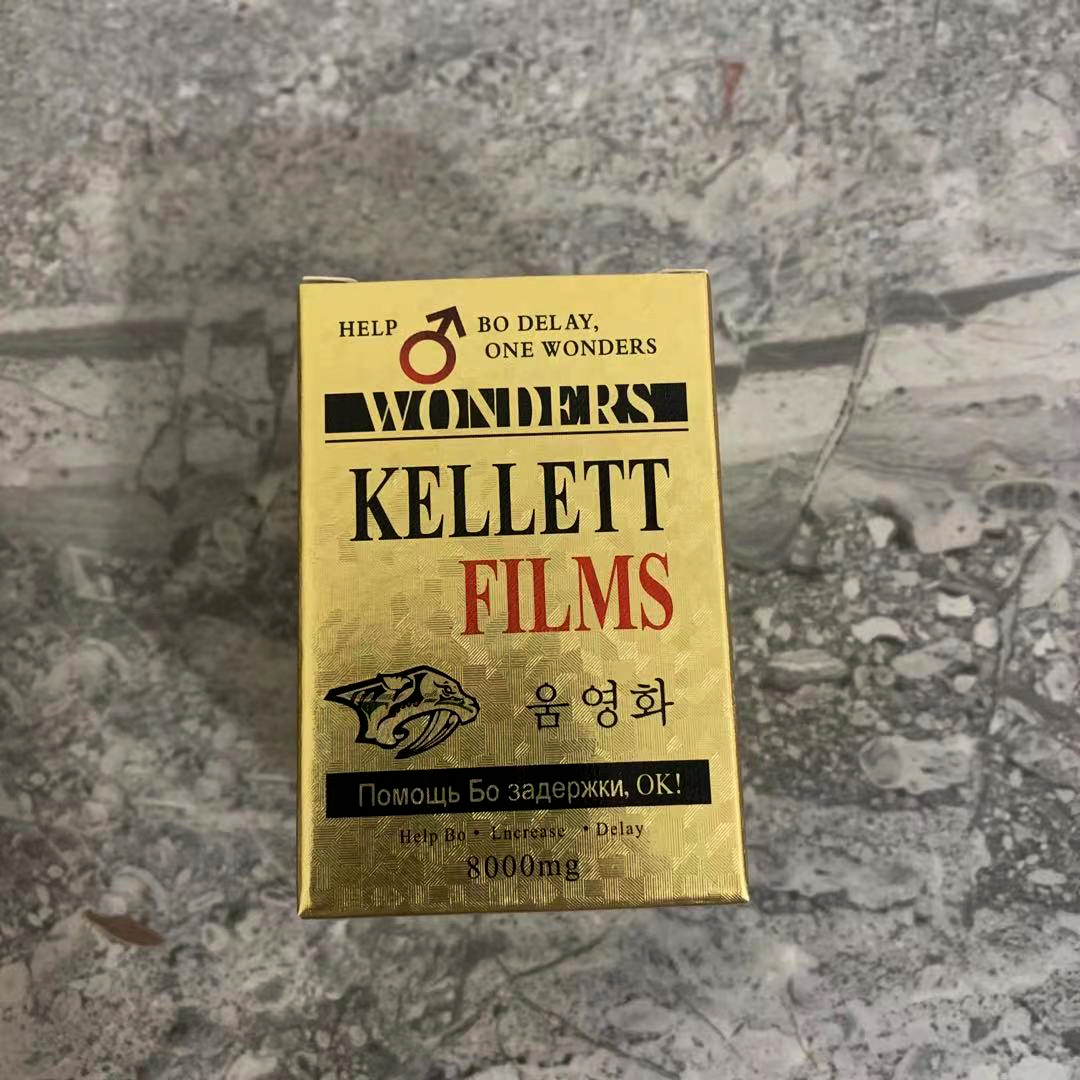 HELP BO DELAY,
ONE WONDERS
WONDERS
KELLETT
FILMS
움영화
Помощь Бо задержки, OK!
Help Bo • Lncrease • Delay
8000mg